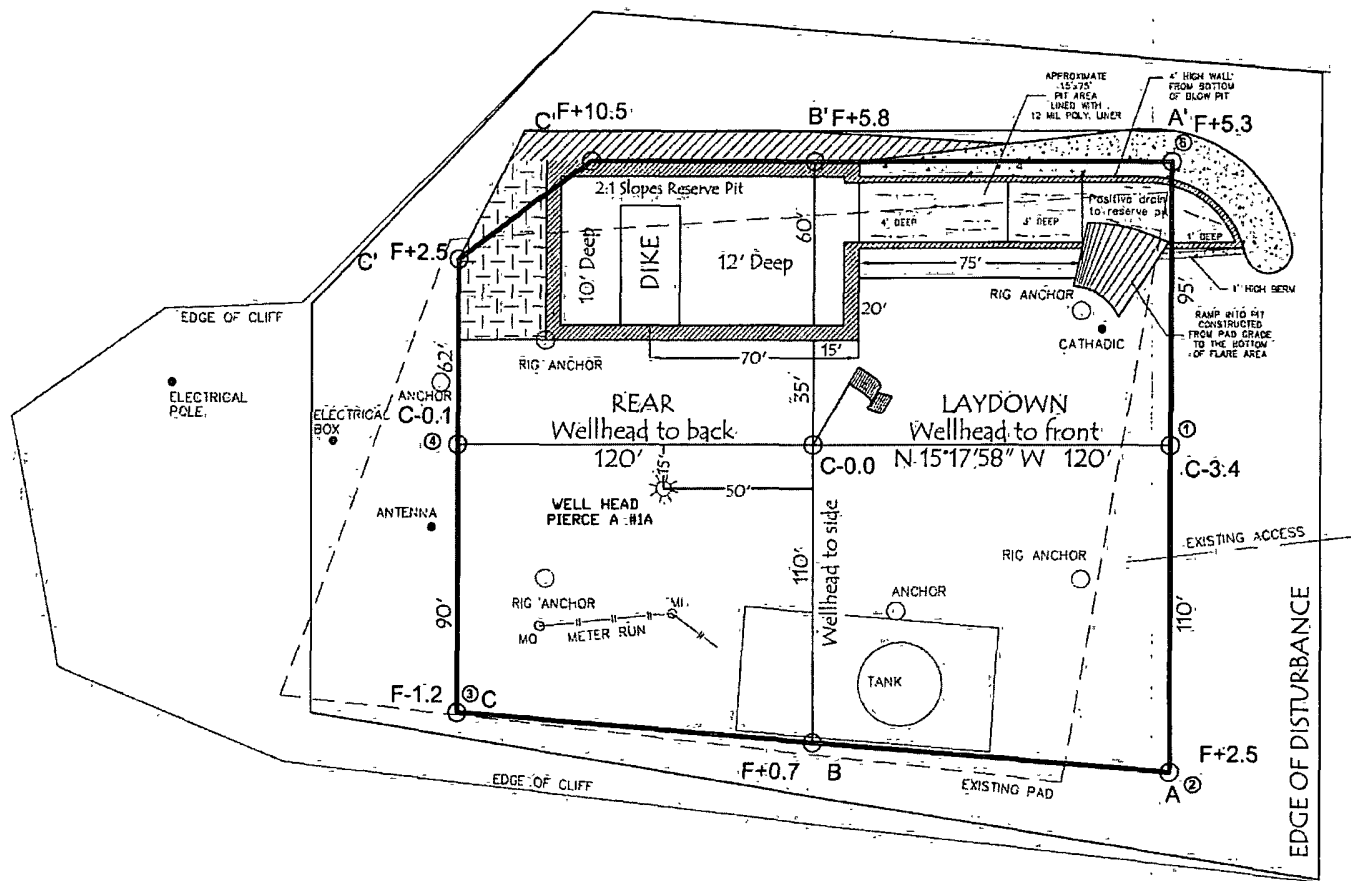 APPROXIMATE
15'x75'
PIT AREA
LINED WITH
12 MIL POLY. LINER
4' HIGH WALL
FROM BOTTOM
OF BLOW PIT
C' F+10.5
B' F+5.8
A' F+5.3
⑥
2:1 Slopes Reserve Pit
Positive drain
to reserve pit
4' DEEP
3' DEEP
1' DEEP
C' F+2.5
10' Deep
DIKE
12' Deep
60'
75'
95'
1' HIGH BERM
RIG ANCHOR
20'
CATHADIC
RAMP INTO PIT
CONSTRUCTED
FROM PAD GRADE
TO THE BOTTOM
OF FLARE AREA
EDGE OF CLIFF
62'
RIG ANCHOR
70'
15'
35'
ELECTRICAL
POLE
ANCHOR
ELECTRICAL
BOX
C-0.1
④
REAR
Wellhead to back
120'
LAYDOWN
Wellhead to front
N 15°17'58" W 120'
①
C-0.0
C-3.4
15'
50'
WELL HEAD
PIERCE A #1A
ANTENNA
Wellhead to side
110'
EXISTING ACCESS
RIG ANCHOR
RIG ANCHOR
ANCHOR
90'
MO
METER RUN
110'
TANK
EDGE OF DISTURBANCE
F-1.2 ③ C
F+0.7 B
F+2.5
A ②
EDGE OF CLIFF
EXISTING PAD